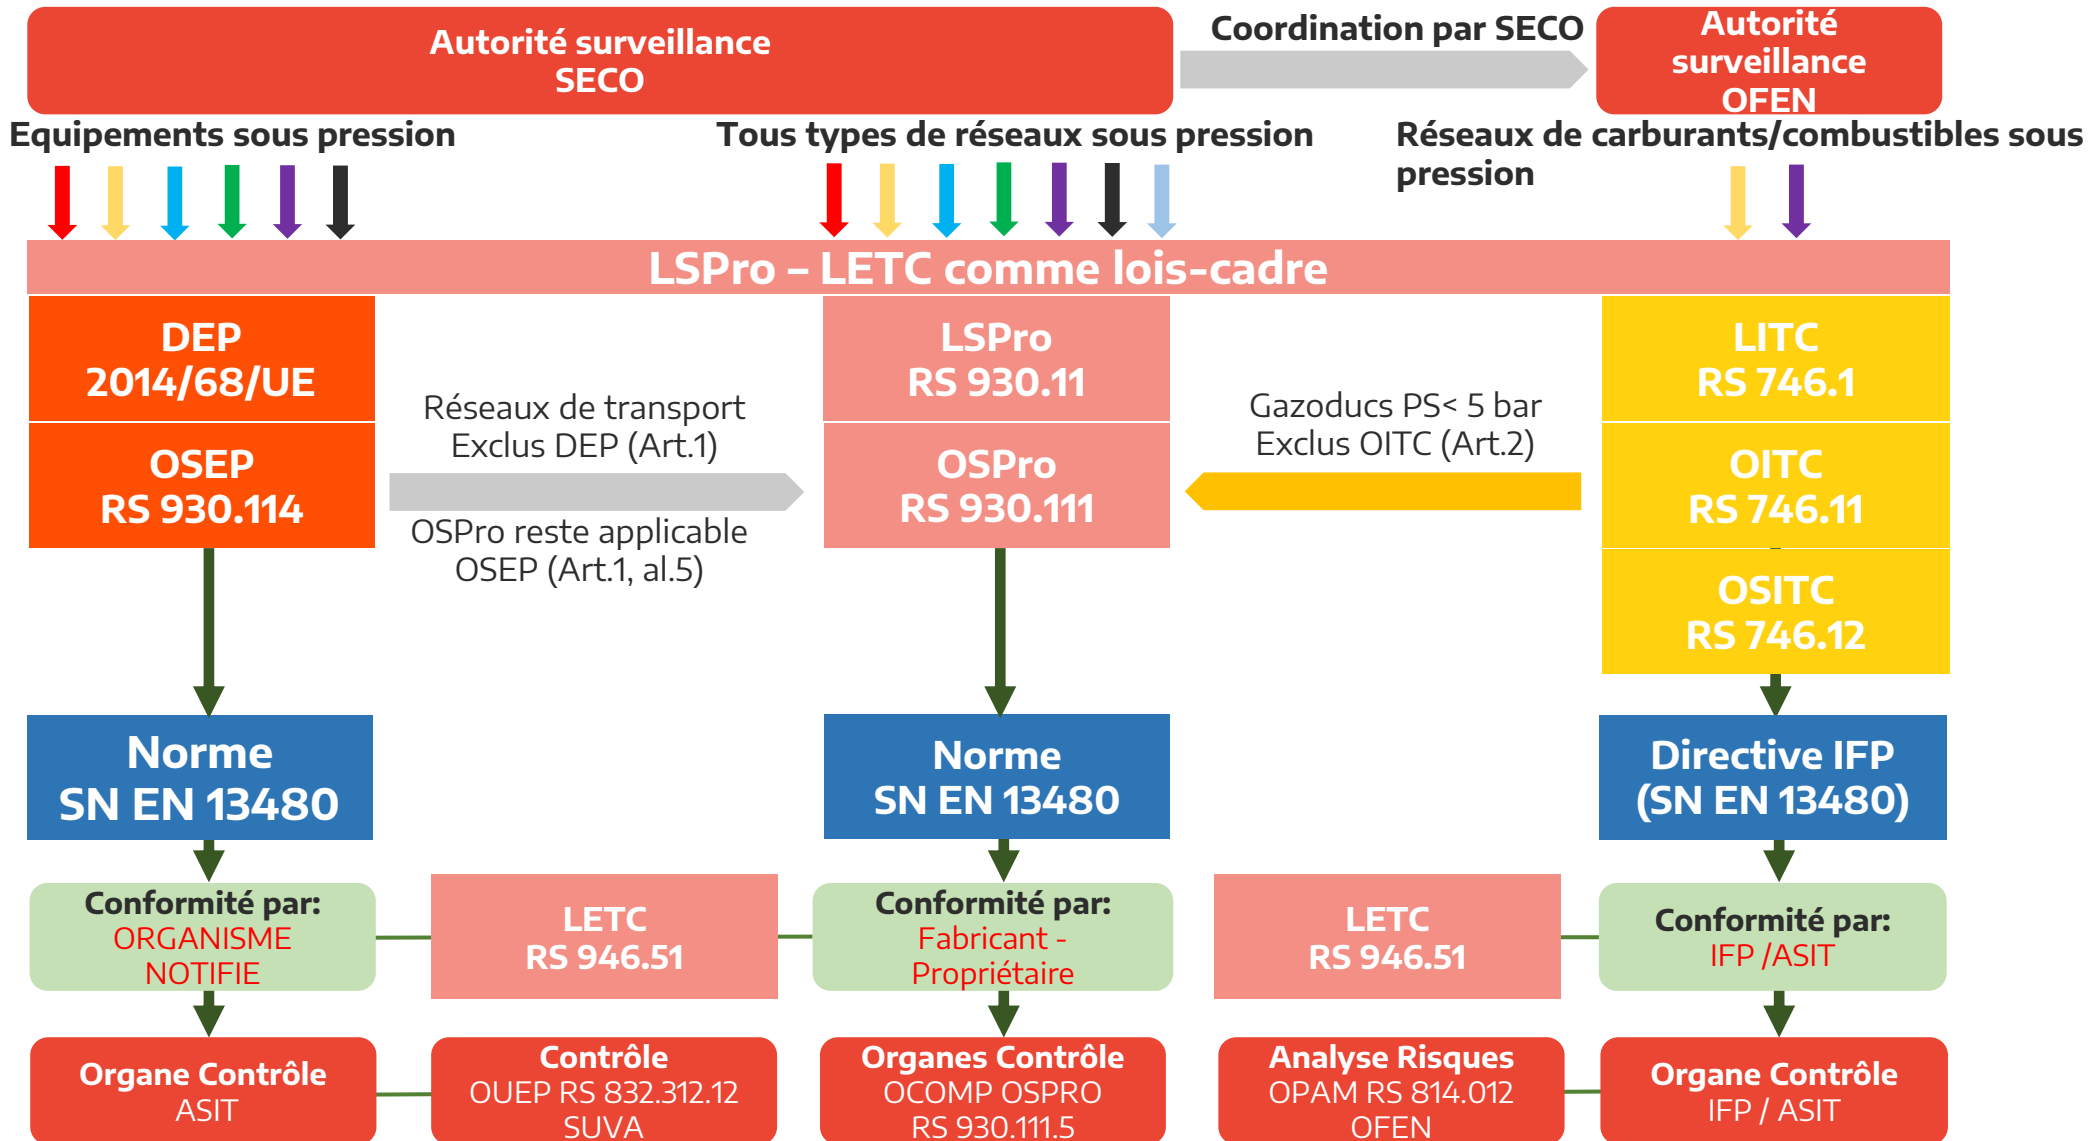 Autorité surveillance
SECO
Coordination par SECO
Autorité
surveillance
OFEN
Equipements sous pression
Tous types de réseaux sous pression
Réseaux de carburants/combustibles sous
pression
LSPro – LETC comme lois-cadre
DEP
2014/68/UE
OSEP
RS 930.114
Réseaux de transport
Exclus DEP (Art.1)
OSPro reste applicable
OSEP (Art.1, al.5)
LSPro
RS 930.11
OSPro
RS 930.111
Gazoducs PS< 5 bar
Exclus OITC (Art.2)
LITC
RS 746.1
OITC
RS 746.11
OSITC
RS 746.12
Norme
SN EN 13480
Norme
SN EN 13480
Directive IFP
(SN EN 13480)
Conformité par:
ORGANISME
NOTIFIE
LETC
RS 946.51
Conformité par:
Fabricant -
Propriétaire
LETC
RS 946.51
Conformité par:
IFP /ASIT
Organe Contrôle
ASIT
Contrôle
OUEP RS 832.312.12
SUVA
Organes Contrôle
OCOMP OSPRO
RS 930.111.5
Analyse Risques
OPAM RS 814.012
OFEN
Organe Contrôle
IFP / ASIT